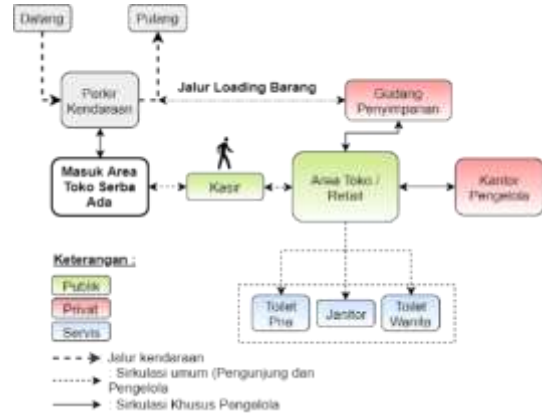 Datang
Pulang
Parkir
Kendaraan
Jalur Loading Barang
Gudang
Penyimpanan
Masuk Area
Toko Serba
Ada
Kasir
Area Toko /
Retail
Kantor
Pengelola
Keterangan :
Publik
Privat
Servis
Toilet
Pria
Janitor
Toilet
Wanita
Jalur kendaraan
: Sirkulasi umum (Pengunjung dan
Pengelola
: Sirkulasi Khusus Pengelola